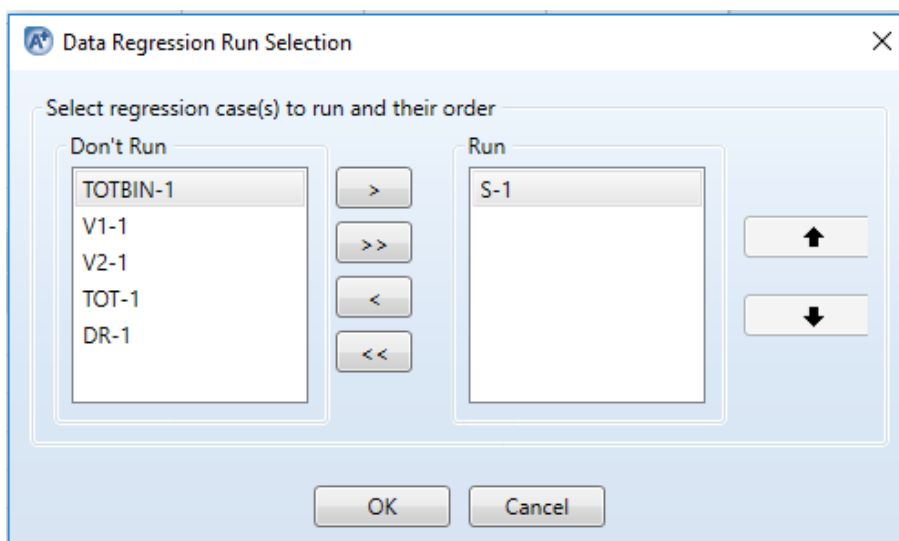 Data Regression Run Selection
Select regression case(s) to run and their order
Don't Run
Run
TOTBIN-1
V1-1
V2-1
TOT-1
DR-1
>
>>
<
<<
S-1
OK
Cancel